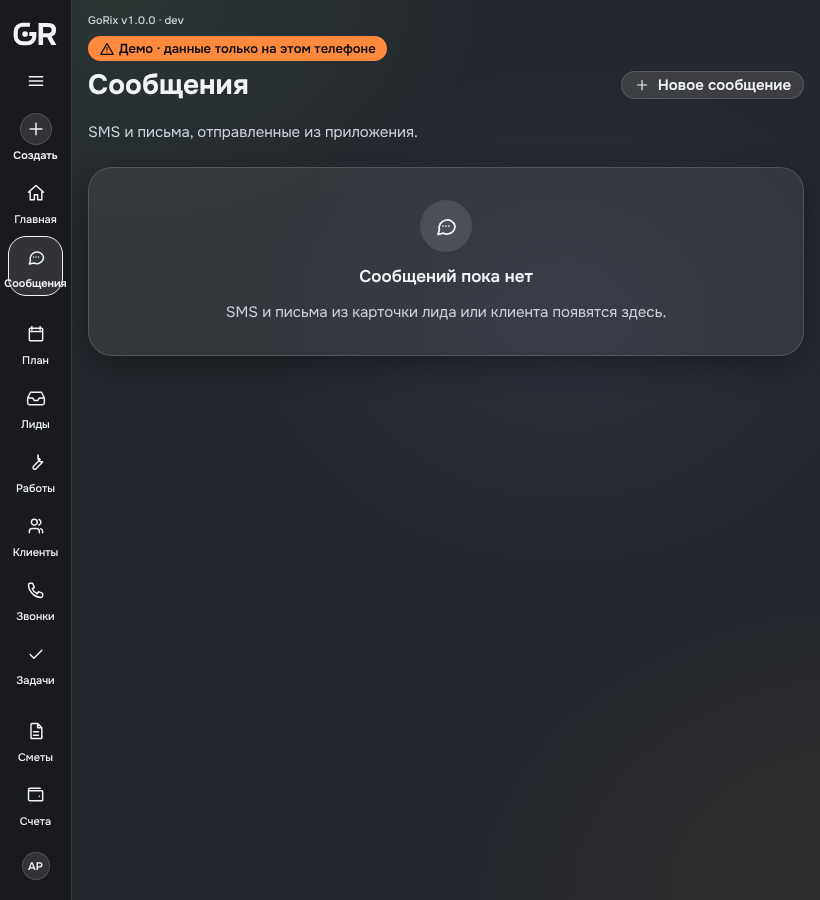 GR
GoRix v1.0.0 · dev
Демо · данные только на этом телефоне
Сообщения
Новое сообщение
SMS и письма, отправленные из приложения.
Сообщений пока нет
SMS и письма из карточки лида или клиента появятся здесь.
Создать
Главная
Сообщения
План
Лиды
Работы
Клиенты
Звонки
Задачи
Сметы
Счета
AP